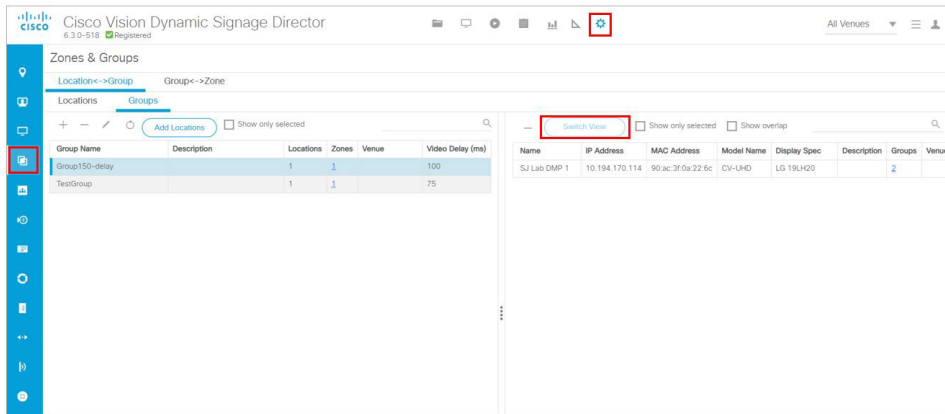 CISCO
Cisco Vision Dynamic Signage Director
6.3.0-518 Registered
All Venues
Zones & Groups
Location<->Group Group<->Zone
Locations Groups
Add Locations Show only selected
Switch View Show only selected Show overlap
Group Name Description Locations Zones Venue Video Delay (ms)
Group150-delay 1 1 100
TestGroup 1 1 75
Name IP Address MAC Address Model Name Display Spec Description Groups Venue
SJ Lab DMP 1 10.194.170.114 90:ac:3f:0a:22:6c CV-UHD LG 19LH20 2